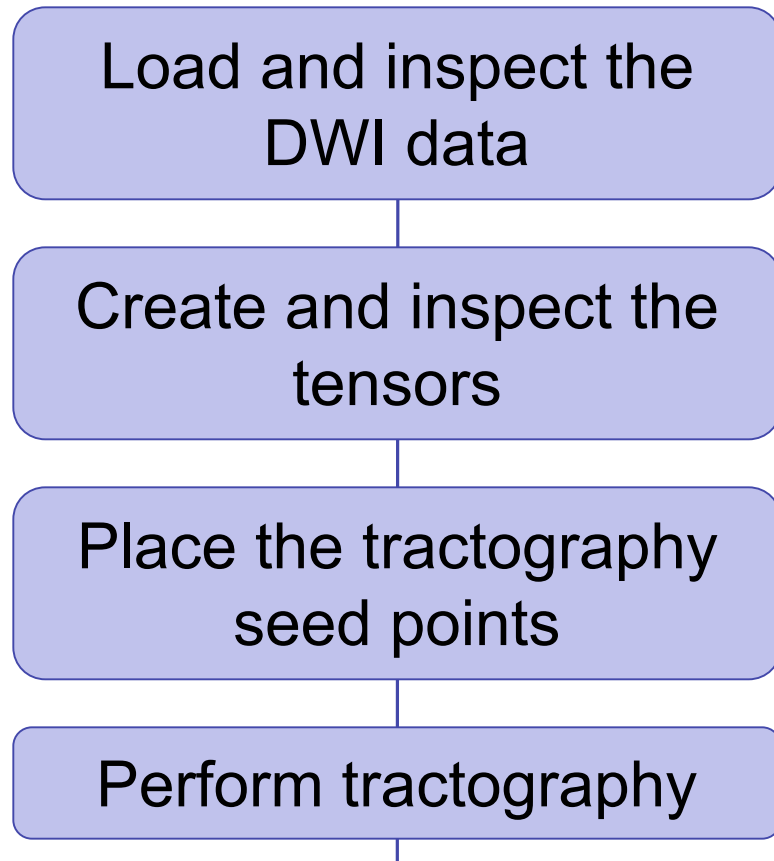 Load and inspect the
DWI data
Create and inspect the
tensors
Place the tractography
seed points
Perform tractography